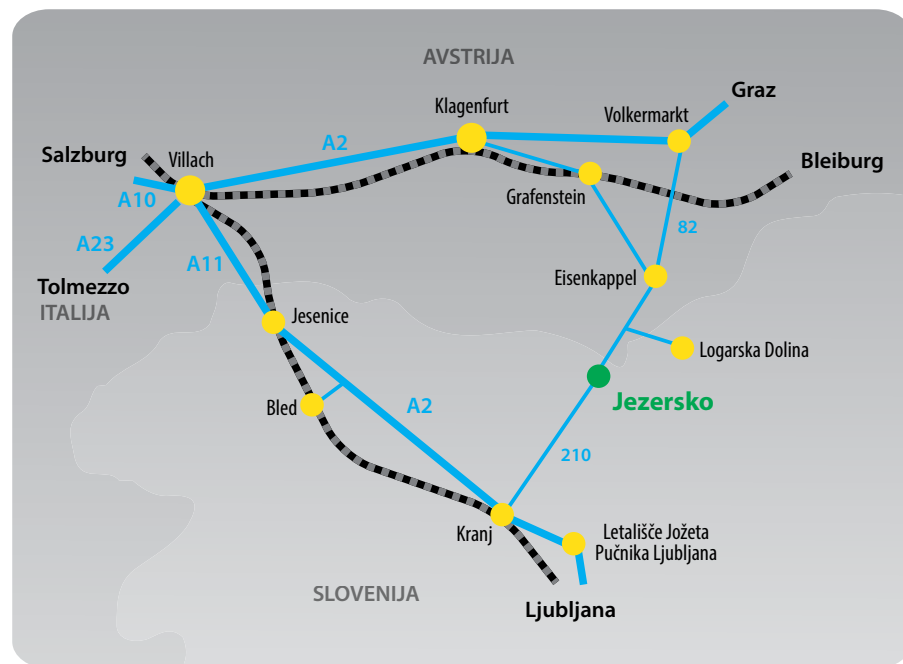 AVSTRIJA
Graz
Klagenfurt
Volkermarkt
A2
Salzburg
Villach
Bleiburg
A10
Grafenstein
82
A23
A11
Eisenkappel
Tolmezzo
ITALIJA
Jesenice
Logarska Dolina
Bled
A2
Jezersko
210
Kranj
Letališče Jožeta
Pučnika Ljubljana
SLOVENIJA
Ljubljana